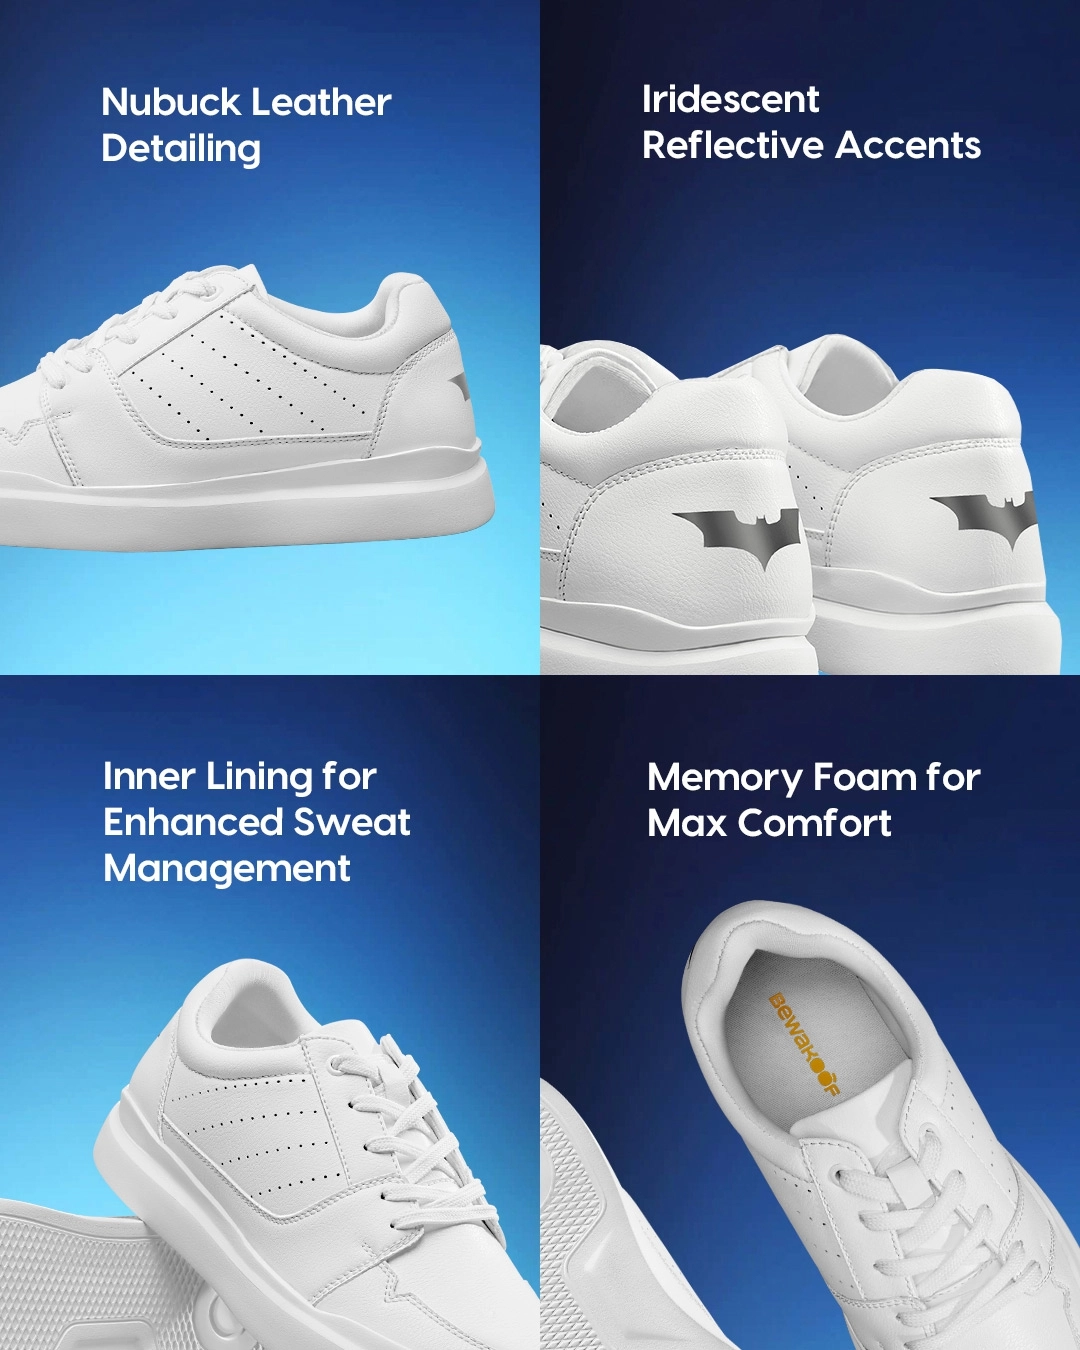 Nubuck Leather
Detailing
Iridescent
Reflective Accents
Inner Lining for
Enhanced Sweat
Management
Memory Foam for
Max Comfort
Bewakoof